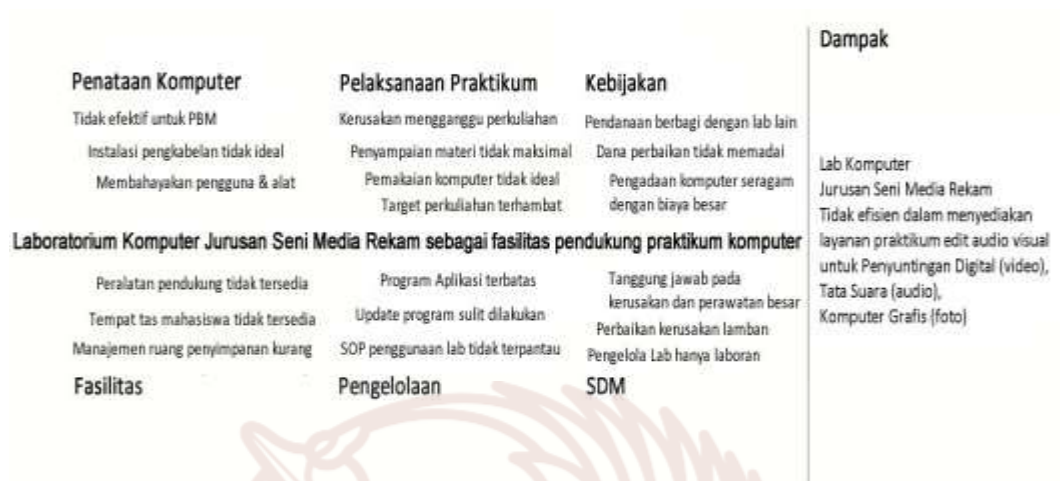 Penataan Komputer
Tidak efektif untuk PBM
Instalasi pengkabelan tidak ideal
Membahayakan pengguna & alat
Pelaksanaan Praktikum
Kerusakan mengganggu perkuliahan
Penyampaian materi tidak maksimal
Pemakaian komputer tidak ideal
Target perkuliahan terhambat
Kebijakan
Pendanaan berbagi dengan lab lain
Dana perbaikan tidak memadai
Pengadaan komputer seragam
dengan biaya besar
Laboratorium Komputer Jurusan Seni Media Rekam sebagai fasilitas pendukung praktikum komputer
Peralatan pendukung tidak tersedia
Tempat tas mahasiswa tidak tersedia
Manajemen ruang penyimpanan kurang
Fasilitas
Program Aplikasi terbatas
Update program sulit dilakukan
SOP penggunaan lab tidak terpantau
Pengelolaan
Tanggung jawab pada
kerusakan dan perawatan besar
Perbaikan kerusakan lamban
Pengelola Lab hanya laboran
SDM
Dampak
Lab Komputer
Jurusan Seni Media Rekam
Tidak efisien dalam menyediakan
layanan praktikum edit audio visual
untuk Penyuntingan Digital (video),
Tata Suara (audio),
Komputer Grafis (foto)